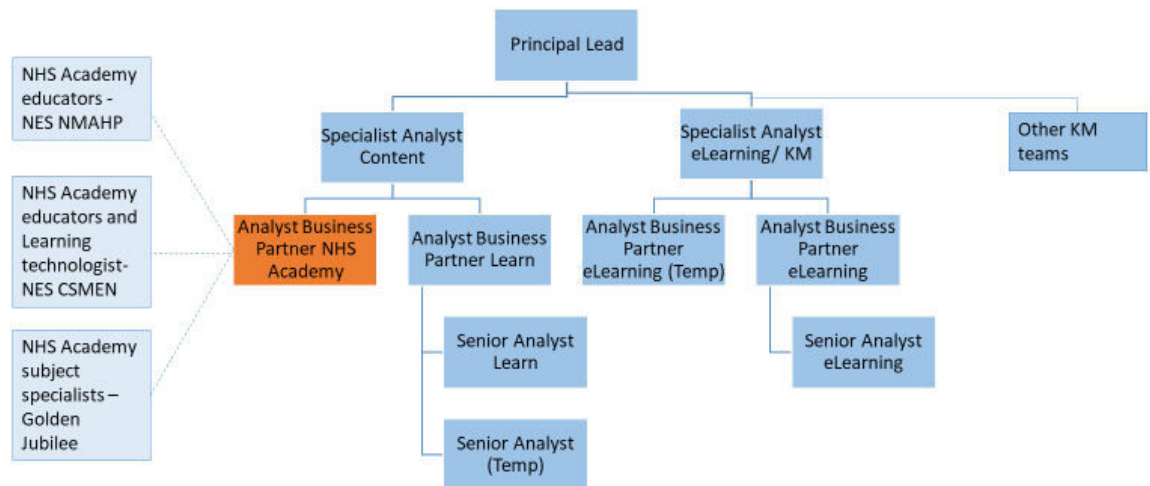 Principal Lead
NHS Academy
educators -
NES NMAHP
Specialist Analyst
Content
Specialist Analyst
eLearning/ KM
Other KM
teams
NHS Academy
educators and
Learning
technologist-
NES CSMEN
Analyst Business
Partner NHS
Academy
Analyst Business
Partner Learn
Analyst Business
Partner
eLearning (Temp)
Analyst Business
Partner
eLearning
NHS Academy
subject
specialists –
Golden
Jubilee
Senior Analyst
Learn
Senior Analyst
eLearning
Senior Analyst
(Temp)